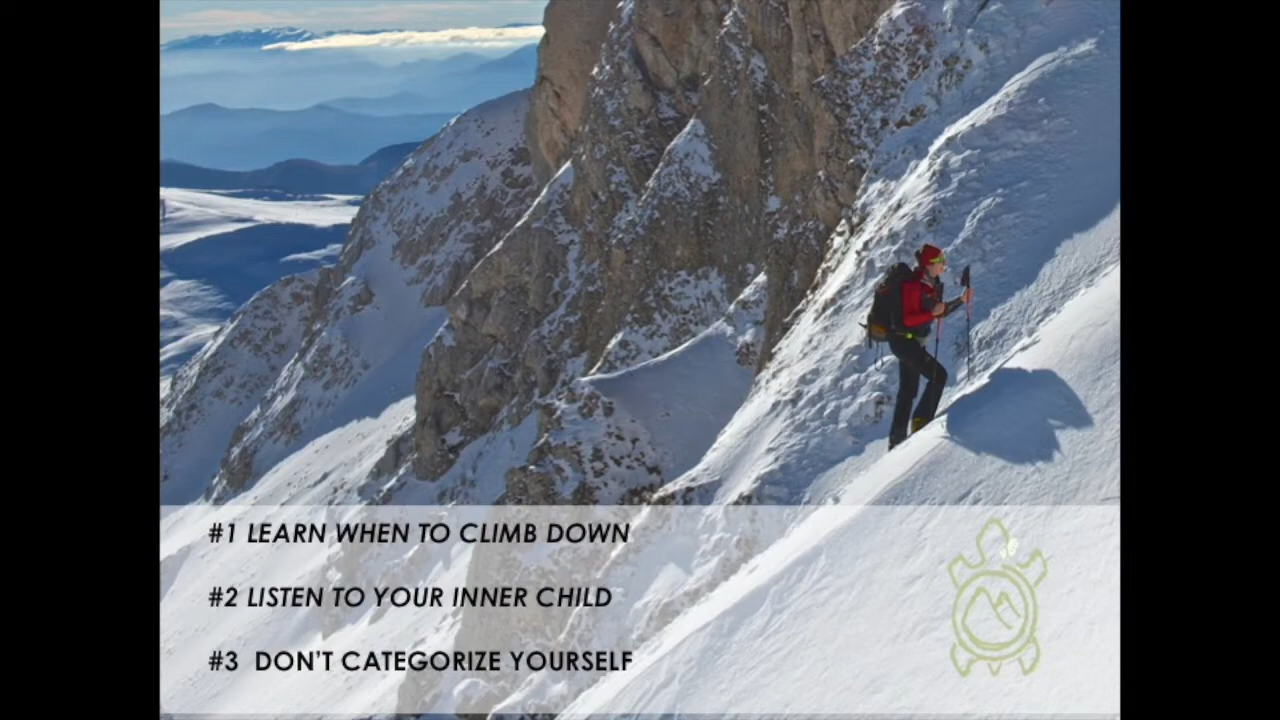 #1 LEARN WHEN TO CLIMB DOWN
#2 LISTEN TO YOUR INNER CHILD
#3 DON'T CATEGORIZE YOURSELF